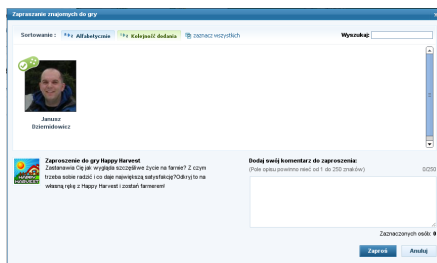 Zapraszanie znajomych do gry
Sortowanie : Alfabetycznie Kolejność dodania zaznacz wszystkich Wyszukaj:
Janusz
Dziernidowicz
Zaproszenie do gry Happy Harvest
Zastanawia Cię jak wygląda szczęśliwe życie na farmie? Z czym
trzeba sobie radzić i co daje największą satysfakcję?Odkryj to na
własną rękę z Happy Harvest i zostań farmerem!
HAPPY
HARVEST
Dodaj swój komentarz do zaproszenia:
(Pole opisu powinno mieć od 1 do 250 znaków) 0/250
Zaznaczonych osób: 0
Zaproś Anuluj